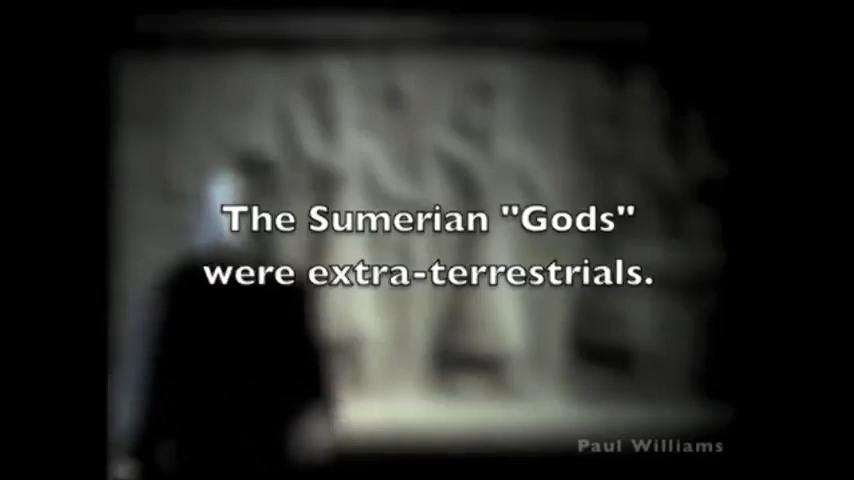 The Sumerian "Gods"
were extra-terrestrials.
Paul Williams